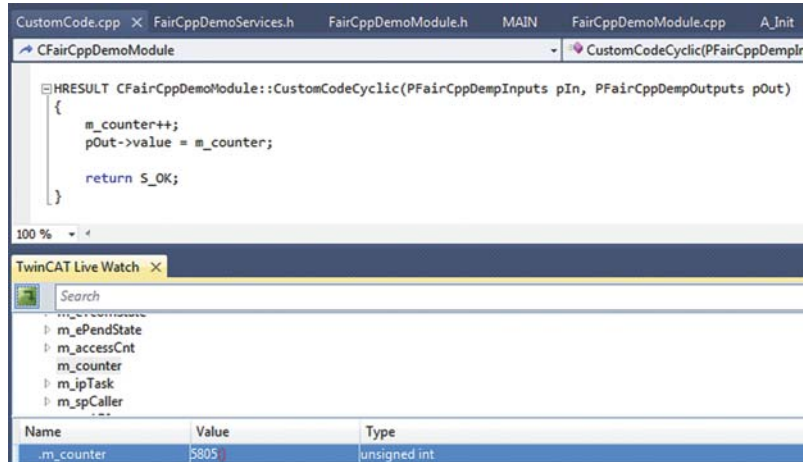 CustomCode.cpp FairCppDemoServices.h FairCppDemoModule.h MAIN FairCppDemoModule.cpp A_Init
CFairCppDemoModule CustomCodeCyclic(PFairCppDempIn
HRESULT CFairCppDemoModule::CustomCodeCyclic(PFairCppDempInputs pIn, PFairCppDempOutputs pOut)
{
m_counter++;
pOut->value = m_counter;
return S_OK;
}
100 %
TwinCAT Live Watch
Search
m_ePendState
m_accessCnt
m_counter
m_ipTask
m_spCaller
Name Value Type
.m_counter 5805 unsigned int